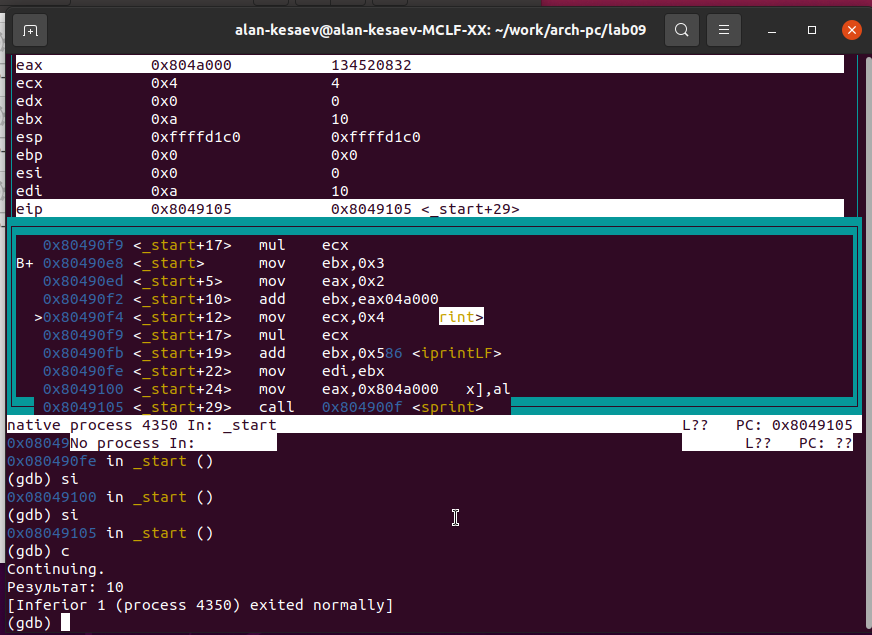 alan-kesaev@alan-kesaev-MCLF-XX: ~/work/arch-pc/lab09
eax 0x804a000 134520832
ecx 0x4 4
edx 0x0 0
ebx 0xa 10
esp 0xffffd1c0 0xffffd1c0
ebp 0x0 0x0
esi 0x0 0
edi 0xa 10
eip 0x8049105 0x8049105 <_start+29>
0x80490f9 <_start+17> mul ecx
B+ 0x80490e8 <_start> mov ebx,0x3
0x80490ed <_start+5> mov eax,0x2
0x80490f2 <_start+10> add ebx,eax04a000
>0x80490f4 <_start+12> mov ecx,0x4 rint>
0x80490f9 <_start+17> mul ecx
0x80490fb <_start+19> add ebx,0x586 <iprintLF>
0x80490fe <_start+22> mov edi,ebx
0x8049100 <_start+24> mov eax,0x804a000 x],al
0x8049105 <_start+29> call 0x804900f <sprint>
native process 4350 In: _start L?? PC: 0x8049105
0x08049No process In: L?? PC: ??
0x080490fe in _start ()
(gdb) si
0x08049100 in _start ()
(gdb) si
0x08049105 in _start ()
(gdb) c
Continuing.
Результат: 10
[Inferior 1 (process 4350) exited normally]
(gdb)